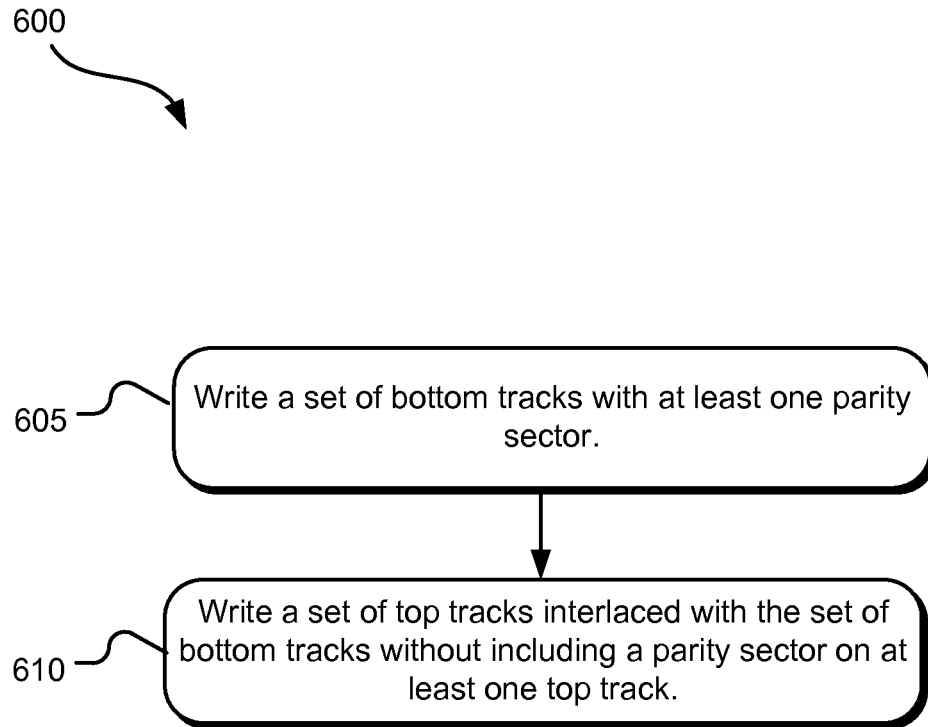 600
605
Write a set of bottom tracks with at least one parity
sector.
610
Write a set of top tracks interlaced with the set of
bottom tracks without including a parity sector on at
least one top track.